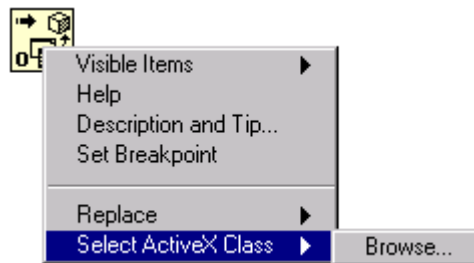 Visible Items
Help
Description and Tip...
Set Breakpoint
Replace
Select ActiveX Class
Browse...